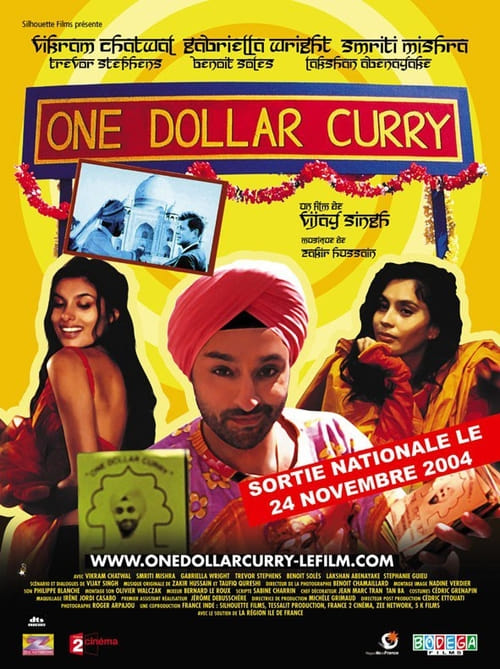 Silhouette Films présente
vikram chatwal gabriella wright smriti mishra
trevor stephens benoit soles lakshan abenayake
ONE DOLLAR CURRY
un film de
vijay singh
musique de
zakir hussain
"ONE DOLLAR CURRY"
SORTIE NATIONALE LE
24 NOVEMBRE 2004
WWW.ONEDOLLARCURRY-LEFILM.COM
AVEC VIKRAM CHATWAL SMRITI MISHRA GABRIELLA WRIGHT TREVOR STEPHENS BENOIT SOLÈS LAKSHAN ABENAYAKE STEPHANIE GUIEU
SCÉNARIO ET DIALOGUES DE VIJAY SINGH MUSIQUE ORIGINALE DE ZAKIR HUSSAIN ET TAUFIQ QURESHI DIRECTEUR DE LA PHOTOGRAPHIE BENOIT CHAMAILLARD MONTAGE IMAGE NADINE VERDIER
SON PHILIPPE BLANCHE MONTAGE SON OLIVIER WALCZAK MIXEUR BERNARD LE ROUX SCRIPTS SABINE CHARRIN CHEF DÉCORATEUR JEAN MARC TRAN TAN BA COSTUMES CÉDRIC GRENAPIN
MAQUILLAGE IRÈNE JORDI CASABO PREMIER ASSISTANT RÉALISATION JÉRÔME DEBUSSCHÈRE DIRECTRICE DE PRODUCTION MICHÈLE GRIMAUD DIRECTEUR POST PRODUCTION CÉDRIC ETTOUATI
PHOTOGRAPHE ROGER ARPAJOU UNE COPRODUCTION FRANCE INDE : SILHOUETTE FILMS, TESSALIT PRODUCTION, FRANCE 2 CINÉMA, ZEE NETWORK, 5 K FILMS
AVEC LE SOUTIEN DE LA RÉGION ILE DE FRANCE
dts
2 cinéma
BODEGA
FILMS